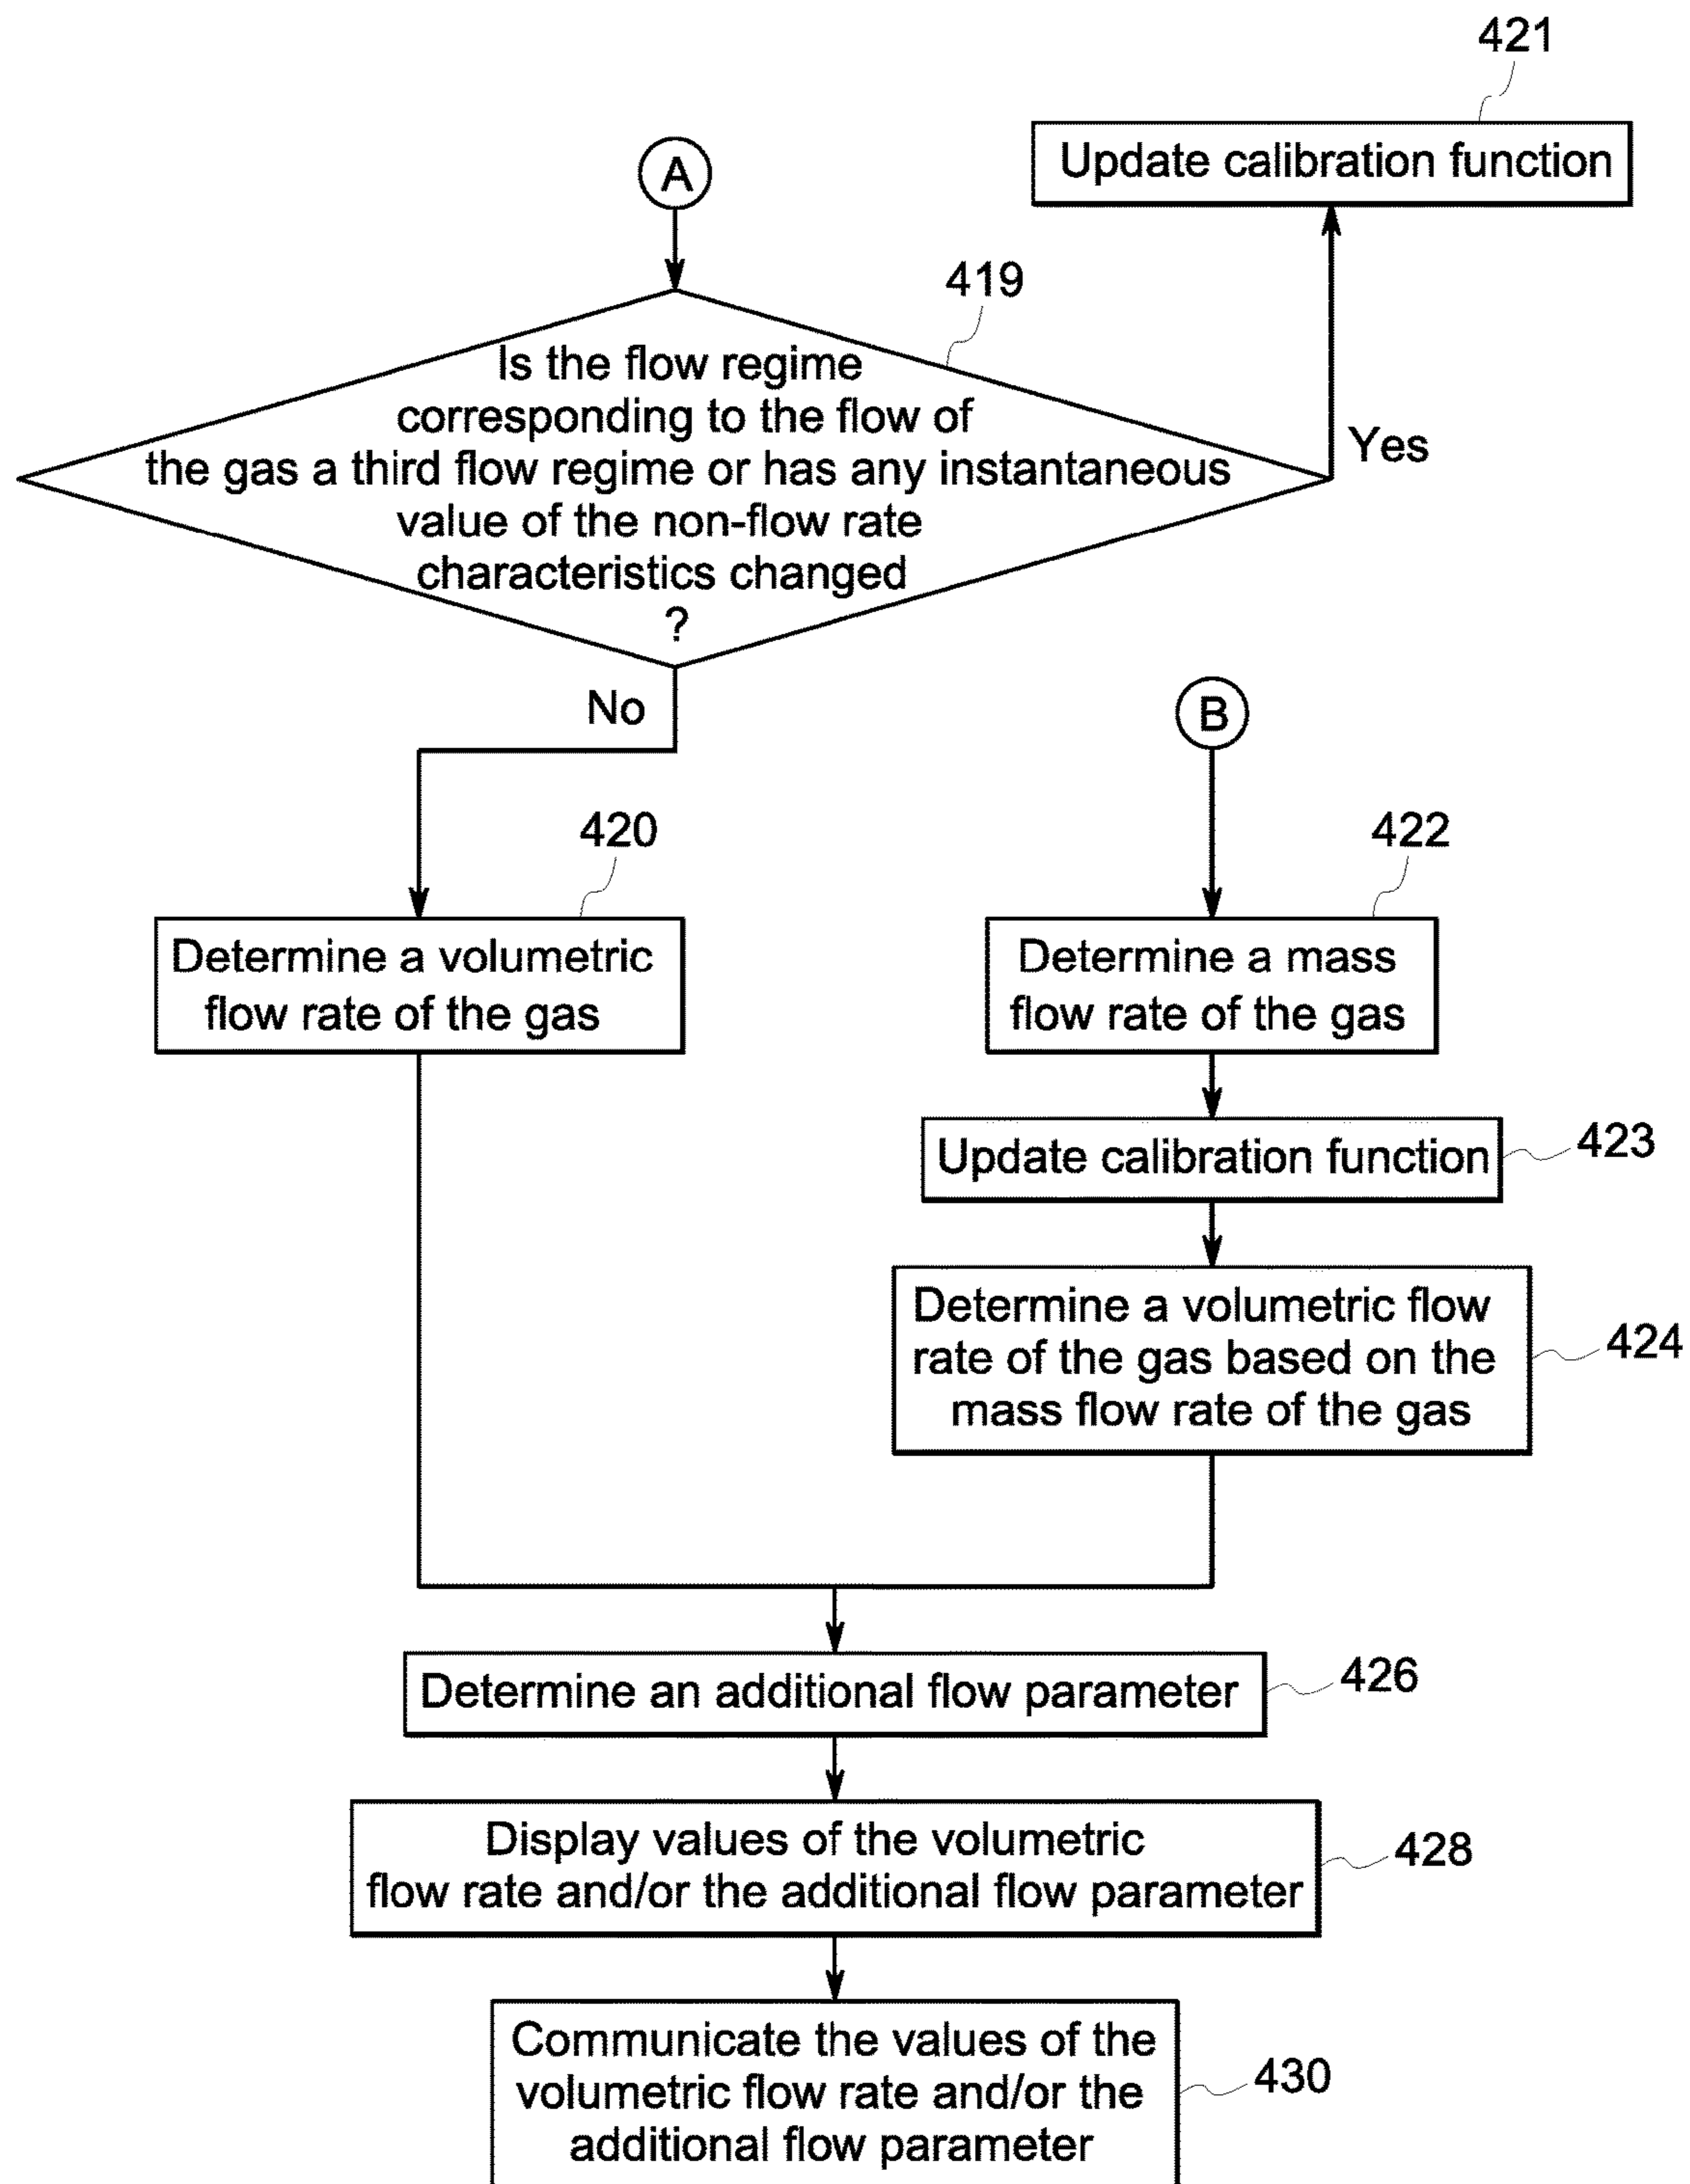 421
Update calibration function
A
419
Is the flow regime
corresponding to the flow of
the gas a third flow regime or has any instantaneous
value of the non-flow rate
characteristics changed
?
Yes
No
B
420
Determine a volumetric
flow rate of the gas
422
Determine a mass
flow rate of the gas
Update calibration function
423
Determine a volumetric flow
rate of the gas based on the
mass flow rate of the gas
424
Determine an additional flow parameter
426
Display values of the volumetric
flow rate and/or the additional flow parameter
428
Communicate the values of the
volumetric flow rate and/or the
additional flow parameter
430